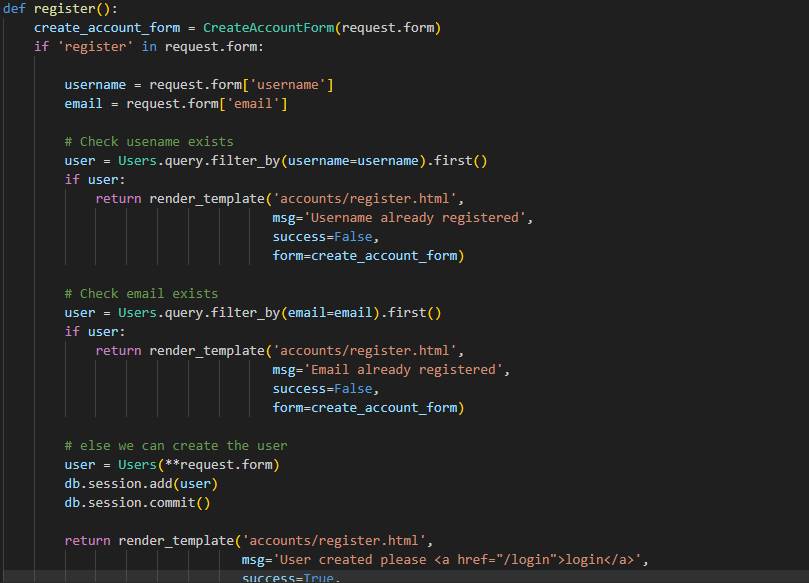 def register():
create_account_form = CreateAccountForm(request.form)
if 'register' in request.form:
username = request.form['username']
email = request.form['email']
# Check usename exists
user = Users.query.filter_by(username=username).first()
if user:
return render_template('accounts/register.html',
msg='Username already registered',
success=False,
form=create_account_form)
# Check email exists
user = Users.query.filter_by(email=email).first()
if user:
return render_template('accounts/register.html',
msg='Email already registered',
success=False,
form=create_account_form)
# else we can create the user
user = Users(**request.form)
db.session.add(user)
db.session.commit()
return render_template('accounts/register.html',
msg='User created please <a href="/login">login</a>',
success=True,